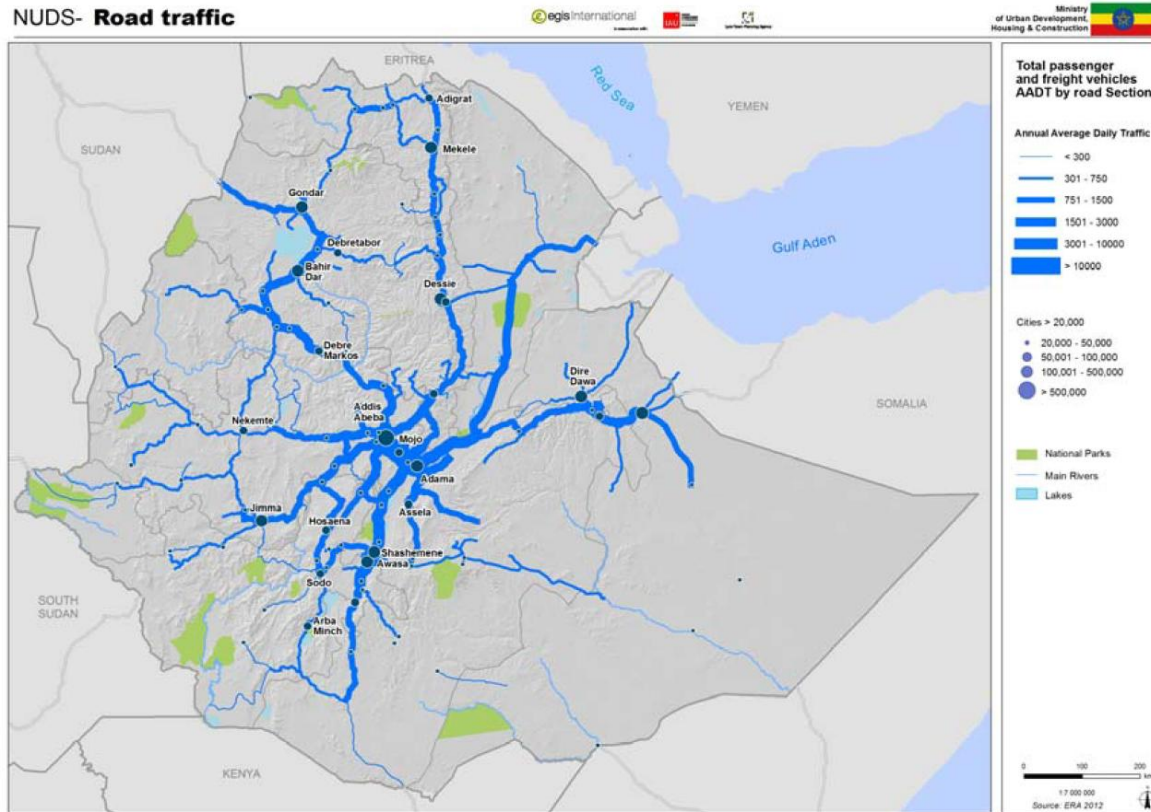 NUDS- Road traffic
egis International
in association with
IAU
Ministry
of Urban Development,
Housing & Construction
ERITREA
Red Sea
YEMEN
SUDAN
Adigrat
Mekele
Gondar
Debretabor
Gulf Aden
Bahir
Dar
Dessie
Debre
Markos
Dire
Dawa
SOMALIA
Addis
Abeba
Nekemte
Mojo
Adama
Jimma
Hosaena
Assela
Shashemene
Awasa
Sodo
SOUTH
SUDAN
Arba
Minch
KENYA
Total passenger
and freight vehicles
AADT by road Section
Annual Average Daily Traffic
< 300
301 - 750
751 - 1500
1501 - 3000
3001 - 10000
> 10000
Cities > 20,000
20,000 - 50,000
50,001 - 100,000
100,001 - 500,000
> 500,000
National Parks
Main Rivers
Lakes
0 100 200
km
1:7 000 000
Source: ERA 2012